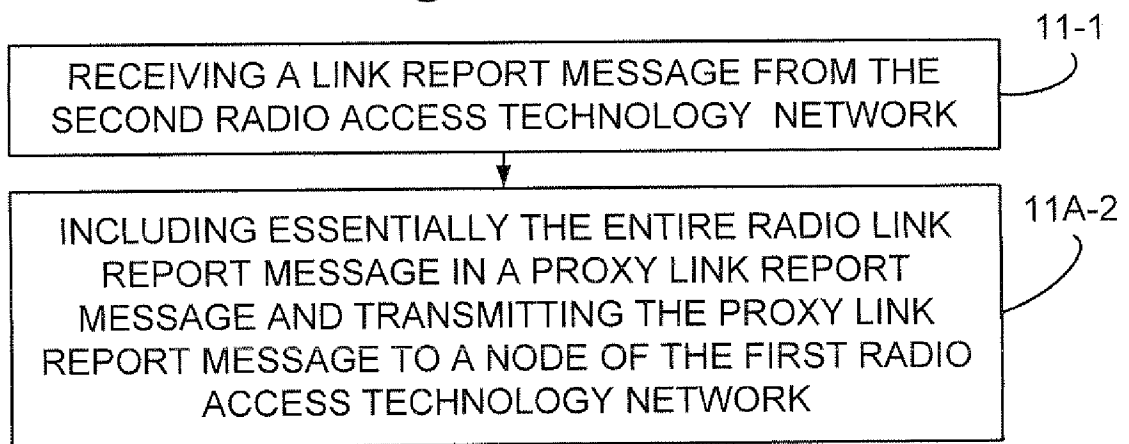 11-1
RECEIVING A LINK REPORT MESSAGE FROM THE
SECOND RADIO ACCESS TECHNOLOGY NETWORK
11A-2
INCLUDING ESSENTIALLY THE ENTIRE RADIO LINK
REPORT MESSAGE IN A PROXY LINK REPORT
MESSAGE AND TRANSMITTING THE PROXY LINK
REPORT MESSAGE TO A NODE OF THE FIRST RADIO
ACCESS TECHNOLOGY NETWORK